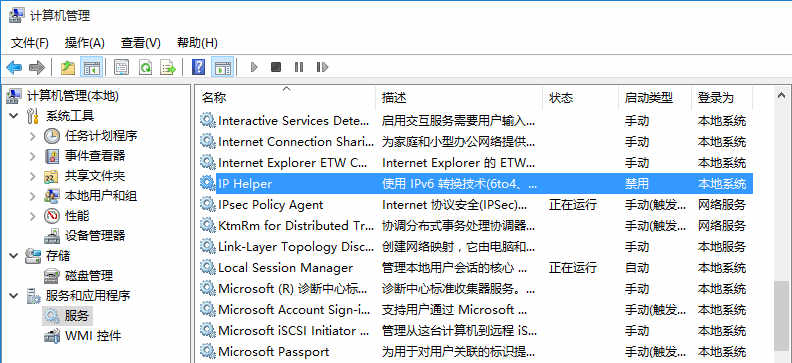 计算机管理
文件(F) 操作(A) 查看(V) 帮助(H)
计算机管理(本地)
系统工具
任务计划程序
事件查看器
共享文件夹
本地用户和组
性能
设备管理器
存储
磁盘管理
服务和应用程序
服务
WMI 控件
名称 描述 状态 启动类型 登录为
Interactive Services Dete... 启用交互服务需要用户输入... 手动 本地系统
Internet Connection Shari... 为家庭和小型办公网络提供... 手动 本地系统
Internet Explorer ETW C... Internet Explorer 的 ETW... 手动 本地系统
IP Helper 使用 IPv6 转换技术(6to4、... 禁用 本地系统
IPsec Policy Agent Internet 协议安全(IPSec)... 正在运行 手动(触发... 网络服务
KtmRm for Distributed Tr... 协调分布式事务处理协调器... 手动(触发... 网络服务
Link-Layer Topology Disc... 创建网络映射，它由电脑和... 手动 本地服务
Local Session Manager 管理本地用户会话的核心 ... 正在运行 自动 本地系统
Microsoft (R) 诊断中心标... 诊断中心标准收集器服务。... 手动 本地系统
Microsoft Account Sign-i... 支持用户通过 Microsoft ... 手动(触发... 本地系统
Microsoft iSCSI Initiator ... 管理从这台计算机到远程 iS... 手动 本地系统
Microsoft Passport 为用于对用户关联的标识提... 手动(触发... 本地系统